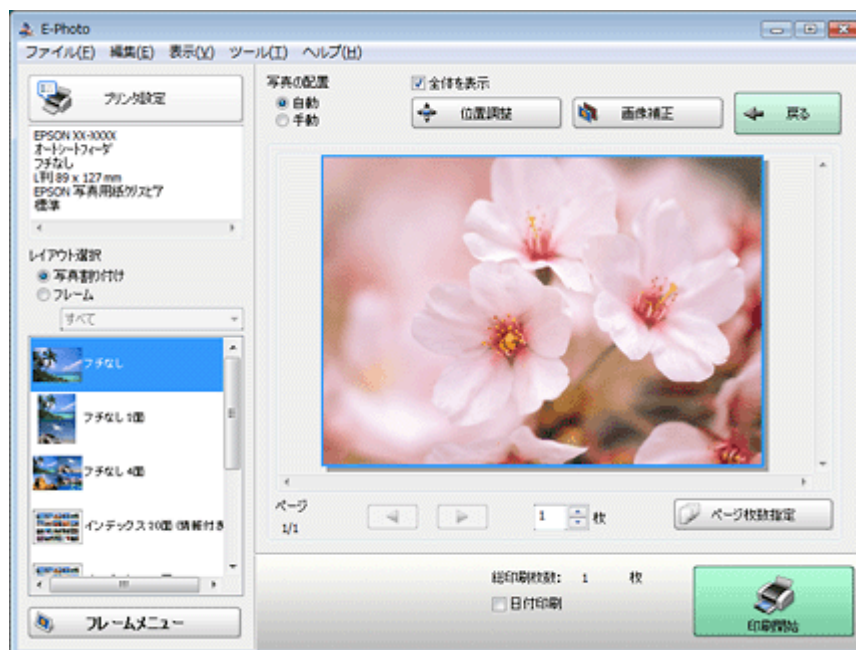 E-Photo
ファイル(F) 編集(E) 表示(V) ツール(T) ヘルプ(H)
プリンタ設定
EPSON XX-XXXX
オートシートフィーダ
フチなし
L判 89 x 127 mm
EPSON 写真用紙クリスピア
標準
レイアウト選択
写真割り付け
フレーム
すべて
フチなし
フチなし 1面
フチなし 4面
インデックス 20面 (情報付き
フレームメニュー
写真の配置
自動
手動
全体を表示
位置調整
画像補正
戻る
ページ
1/1
1 枚
ページ枚数指定
総印刷枚数: 1 枚
日付印刷
印刷開始